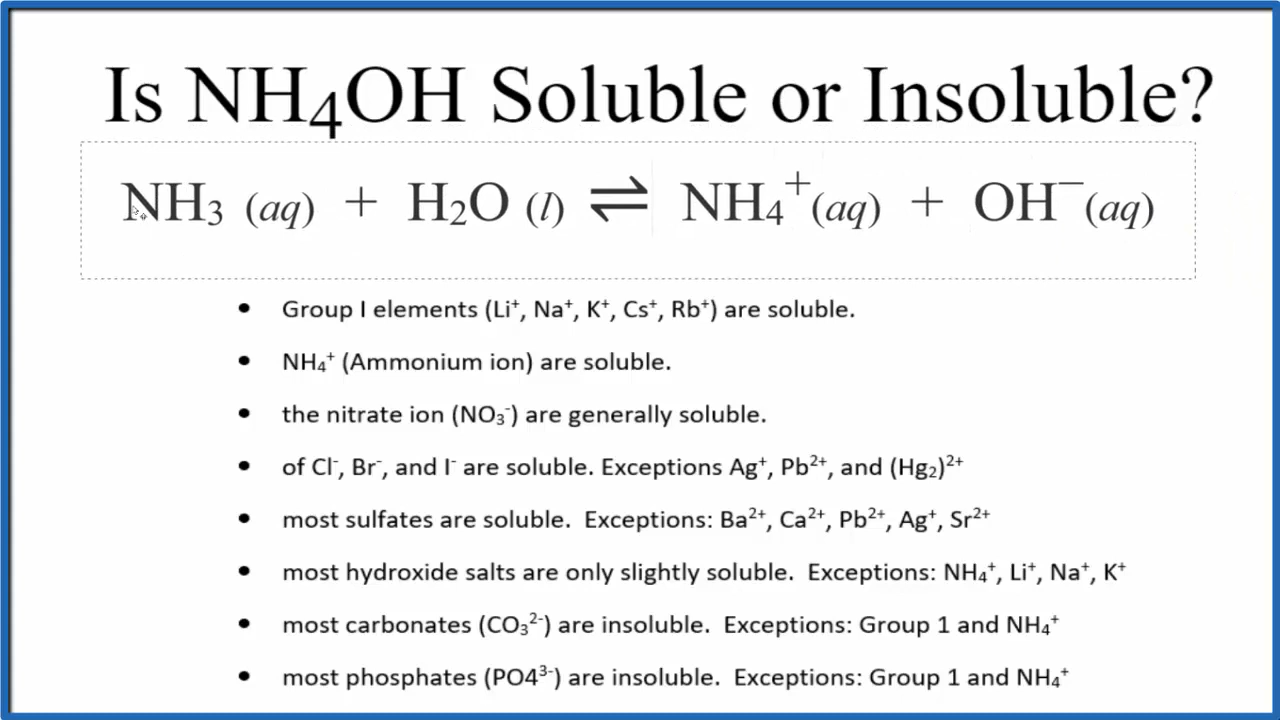 Is NH₄OH Soluble or Insoluble?
NH₃ (aq) + H₂O (l) ⇌ NH₄⁺(aq) + OH⁻(aq)
• Group I elements (Li⁺, Na⁺, K⁺, Cs⁺, Rb⁺) are soluble.
• NH₄⁺ (Ammonium ion) are soluble.
• the nitrate ion (NO₃⁻) are generally soluble.
• of Cl⁻, Br⁻, and I⁻ are soluble. Exceptions Ag⁺, Pb²⁺, and (Hg₂)²⁺
• most sulfates are soluble. Exceptions: Ba²⁺, Ca²⁺, Pb²⁺, Ag⁺, Sr²⁺
• most hydroxide salts are only slightly soluble. Exceptions: NH₄⁺, Li⁺, Na⁺, K⁺
• most carbonates (CO₃²⁻) are insoluble. Exceptions: Group 1 and NH₄⁺
• most phosphates (PO4³⁻) are insoluble. Exceptions: Group 1 and NH₄⁺